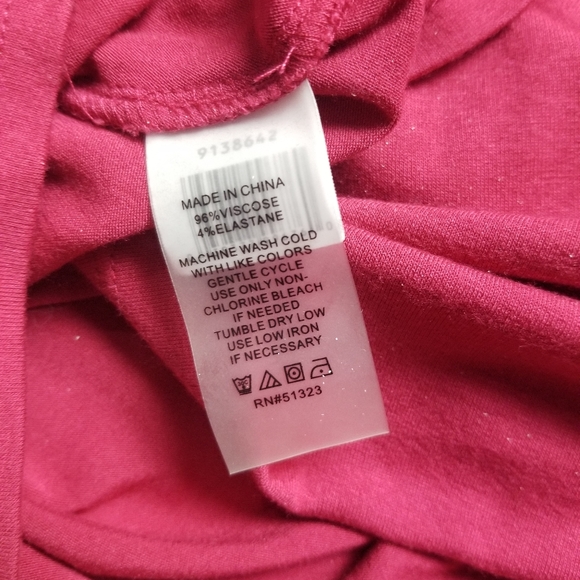 9138642
MADE IN CHINA
96%VISCOSE
4%ELASTANE
MACHINE WASH COLD
WITH LIKE COLORS
GENTLE CYCLE
USE ONLY NON-
CHLORINE BLEACH
IF NEEDED
TUMBLE DRY LOW
USE LOW IRON
IF NECESSARY
RN#51323